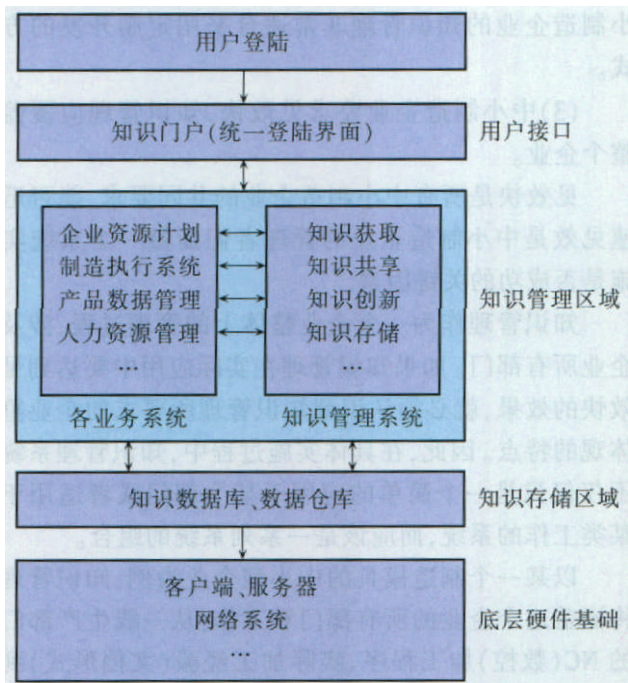 用户登陆
知识门户(统一登陆界面)
用户接口
企业资源计划
制造执行系统
产品数据管理
人力资源管理
…
知识获取
知识共享
知识创新
知识存储
…
各业务系统
知识管理系统
知识管理区域
知识数据库、数据仓库
知识存储区域
客户端、服务器
网络系统
…
底层硬件基础